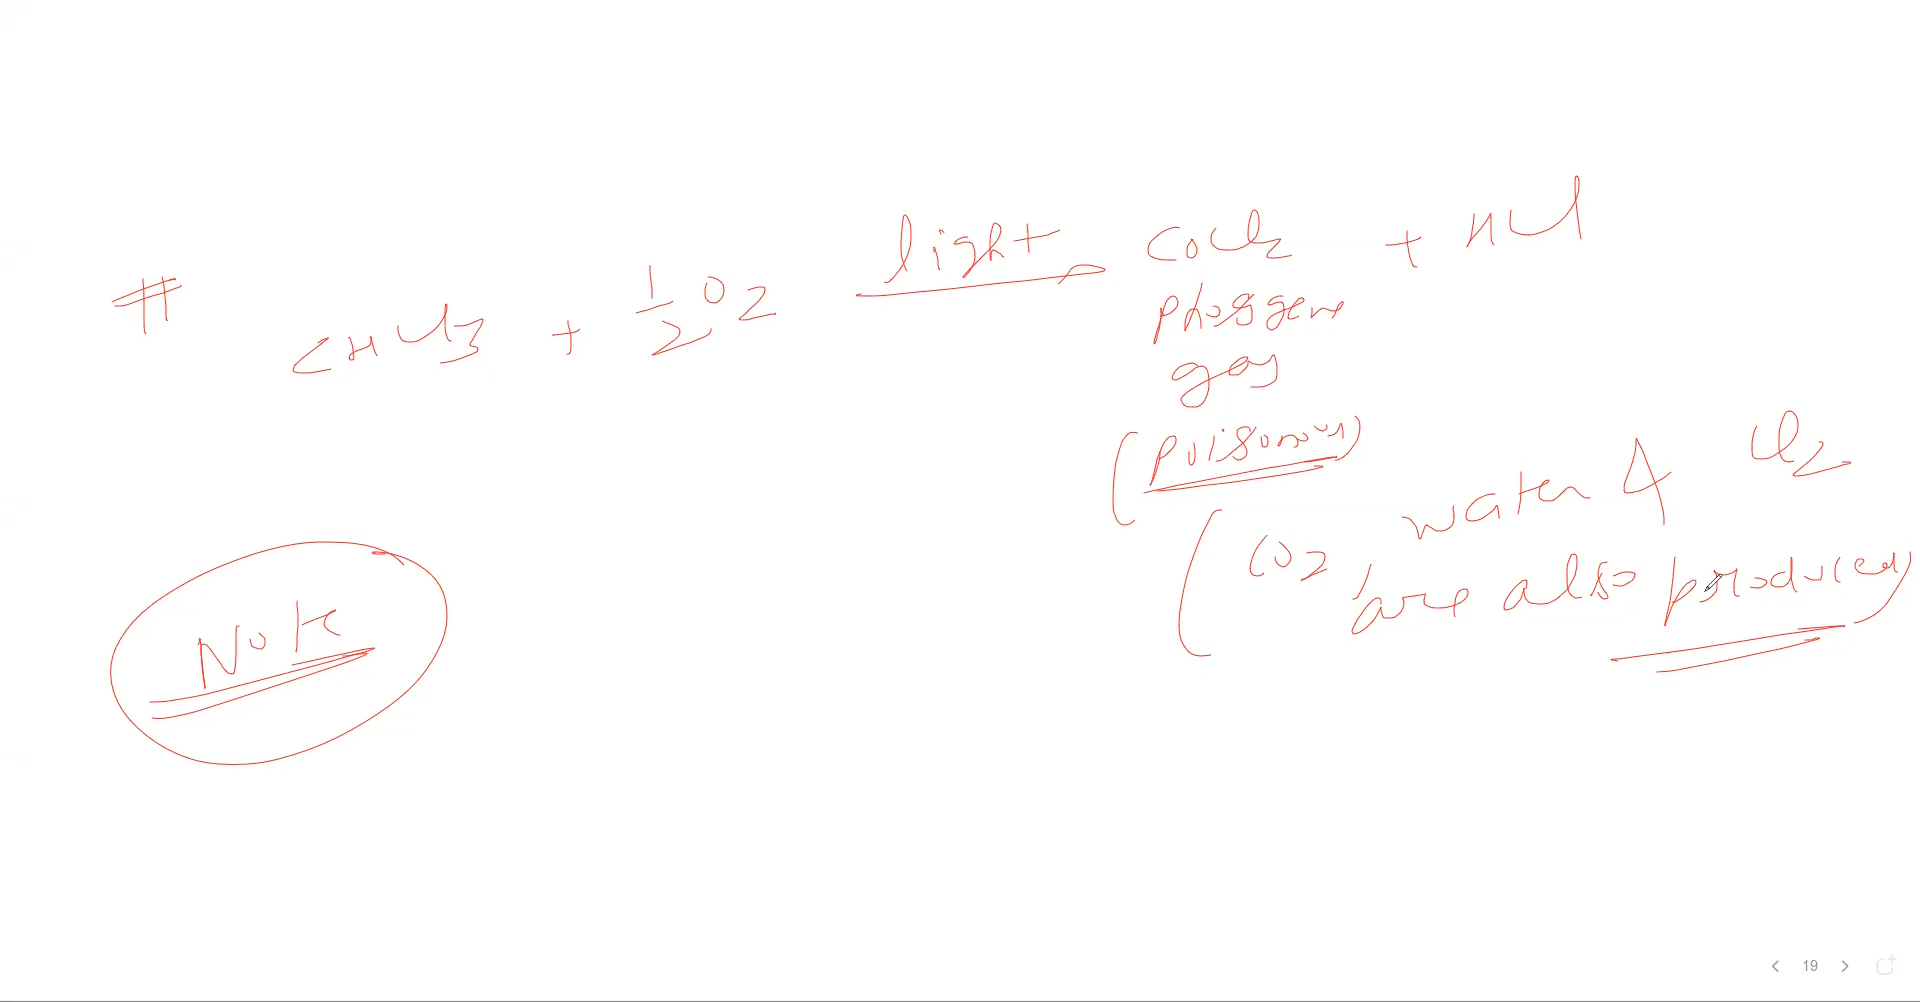 # CHCl3 + 1/2 O2 light → COCl2 + HCl
phosgene
gas
(poisonous)
(CO2, water & Cl2
are also produced)
Note
19